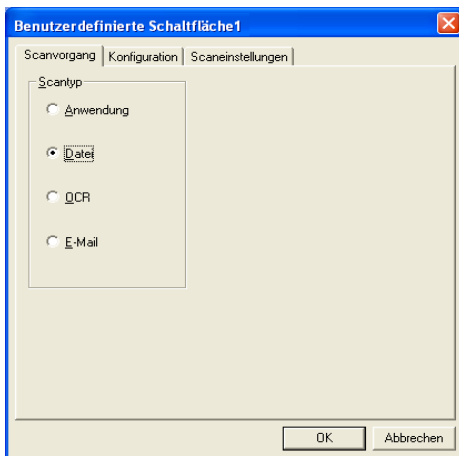 Benutzerdefinierte Schaltfläche1
Scanvorgang Konfiguration Scaneinstellungen
Scantyp
Anwendung
Datei
OCR
E-Mail
OK Abbrechen